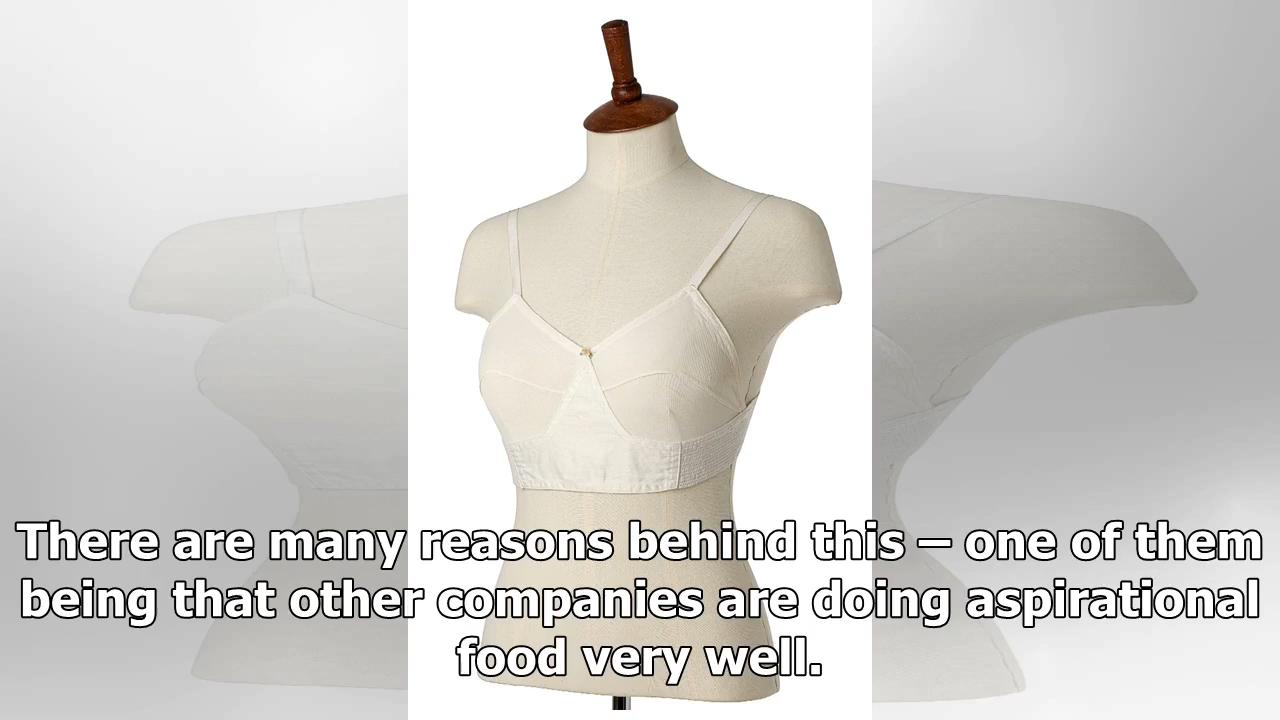 There are many reasons behind this – one of them
being that other companies are doing aspirational
food very well.